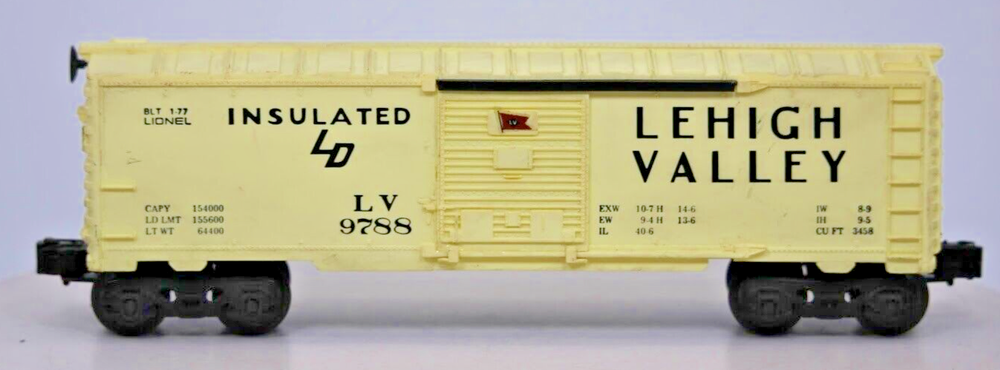 BLT 1-77
LIONEL
INSULATED
LD
CAPY 154000
LD LMT 155600
LT WT 64400
LV
9788
LV
LEHIGH
VALLEY
EXW 10-7 H 14-6
EW 9-4 H 13-6
IL 40-6
IW 8-9
IH 9-5
CU FT 3458